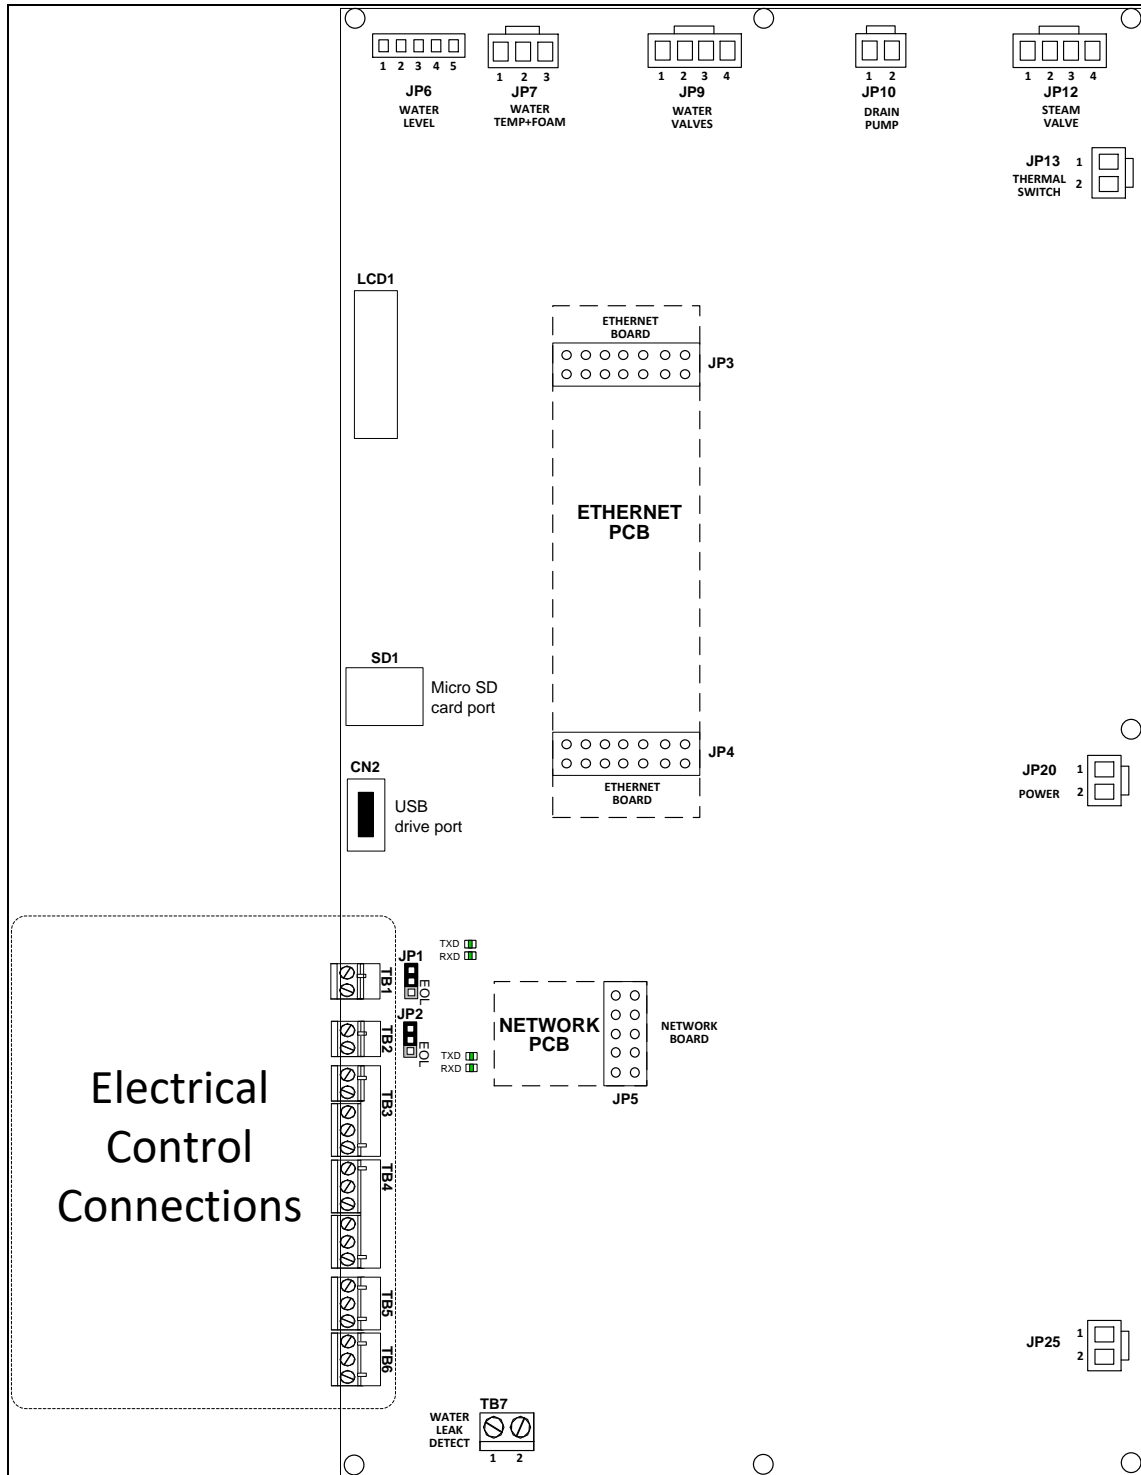 1 2 3 4 5
JP6
WATER
LEVEL
1 2 3
JP7
WATER
TEMP+FOAM
1 2 3 4
JP9
WATER
VALVES
1 2
JP10
DRAIN
PUMP
1 2 3 4
JP12
STEAM
VALVE
JP13 1
THERMAL 2
SWITCH
LCD1
ETHERNET
BOARD
JP3
ETHERNET
PCB
SD1
Micro SD
card port
JP4
ETHERNET
BOARD
CN2
USB
drive port
JP20 1
POWER 2
TXD
RXD
TB1
JP1
EOL
TB2
JP2
EOL
TXD
RXD
NETWORK
PCB
NETWORK
BOARD
JP5
Electrical
Control
Connections
TB3
TB4
TB5
TB6
JP25 1
2
TB7
WATER
LEAK
DETECT
1 2